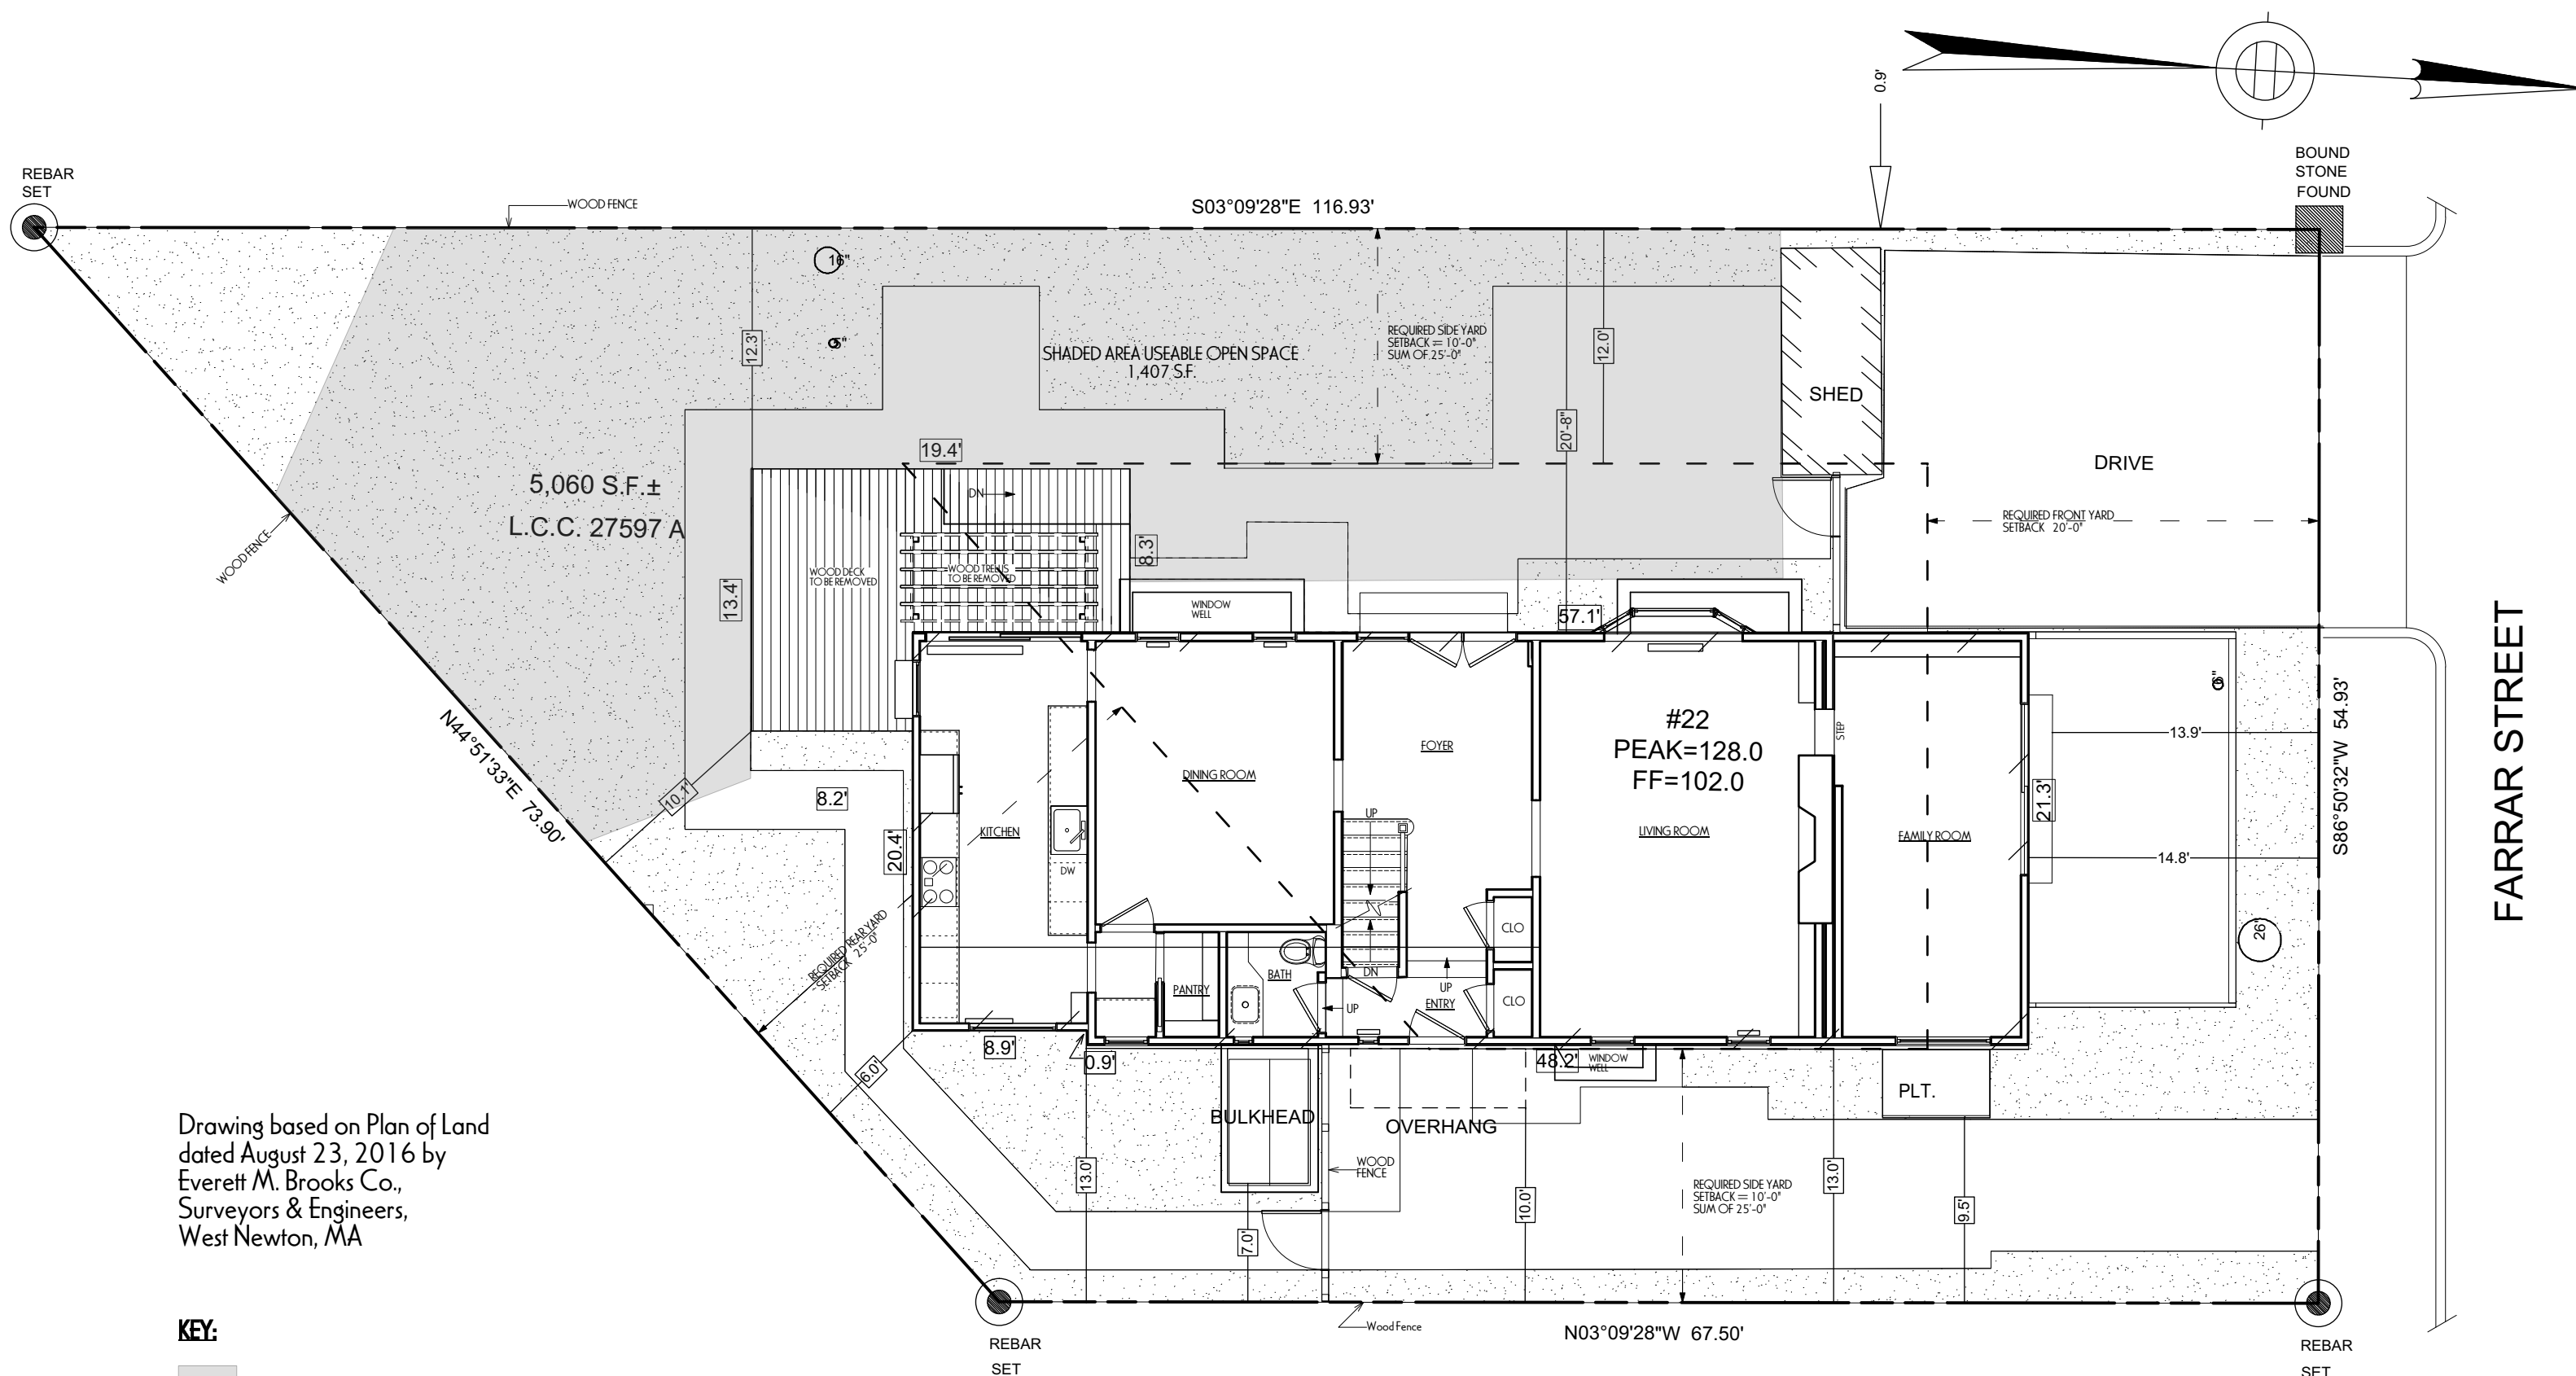 0.9'
REBAR
SET
BOUND
STONE
FOUND
WOOD FENCE
S03°09'28"E  116.93'
16"
12.3'
SHADED AREA USEABLE OPEN SPACE
1,407 S.F.
REQUIRED SIDE YARD
SETBACK = 10'-0"
SUM OF 25'-0"
12.0'
20'-8"
SHED
DRIVE
19.4'
5,060 S.F.±
L.C.C. 27597 A
DN
REQUIRED FRONT YARD
SETBACK  20'-0"
WOOD FENCE
8.3'
WOOD DECK
TO BE REMOVED
WOOD TRELLIS
TO BE REMOVED
13.4'
WINDOW
WELL
57.1'
FARRAR STREET
6"
#22
PEAK=128.0
FF=102.0
STEP
FOYER
13.9'
S86°50'32"W  54.93'
N44°51'33"E  73.90'
DINING ROOM
10.1'
8.2'
21.3'
UP
KITCHEN
LIVING ROOM
FAMILY ROOM
20.4'
14.8'
DW
REQUIRED REAR YARD
SETBACK  25'-0"
CLO
26"
BATH
DN
PANTRY
UP
UP
ENTRY
CLO
8.9'
0.9'
48.2'
WINDOW
WELL
6.0'
PLT.
BULKHEAD
OVERHANG
Drawing based on Plan of Land
dated August 23, 2016 by
Everett M. Brooks Co.,
Surveyors & Engineers,
West Newton, MA
13.0'
WOOD
FENCE
13.0'
REQUIRED SIDE YARD
SETBACK = 10'-0"
SUM OF 25'-0"
10.0'
9.5'
7.0'
KEY:
Wood Fence
N03°09'28"W  67.50'
REBAR
SET
REBAR
SET